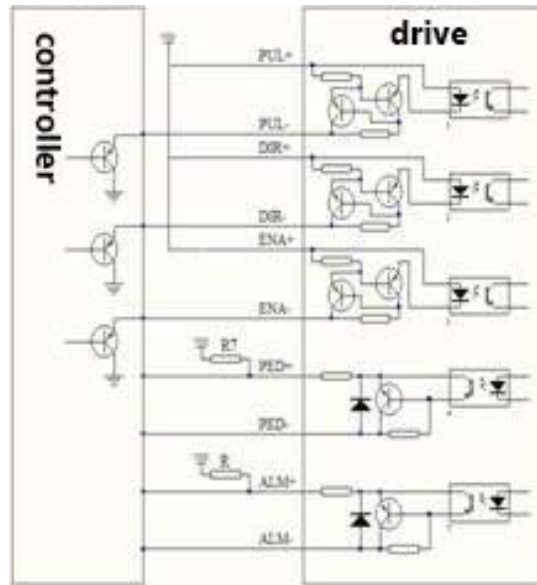 controller
drive
PUL+
PUL-
DIR+
DIR-
ENA+
ENA-
R7
PED+
PED-
R
ALM+
ALM-